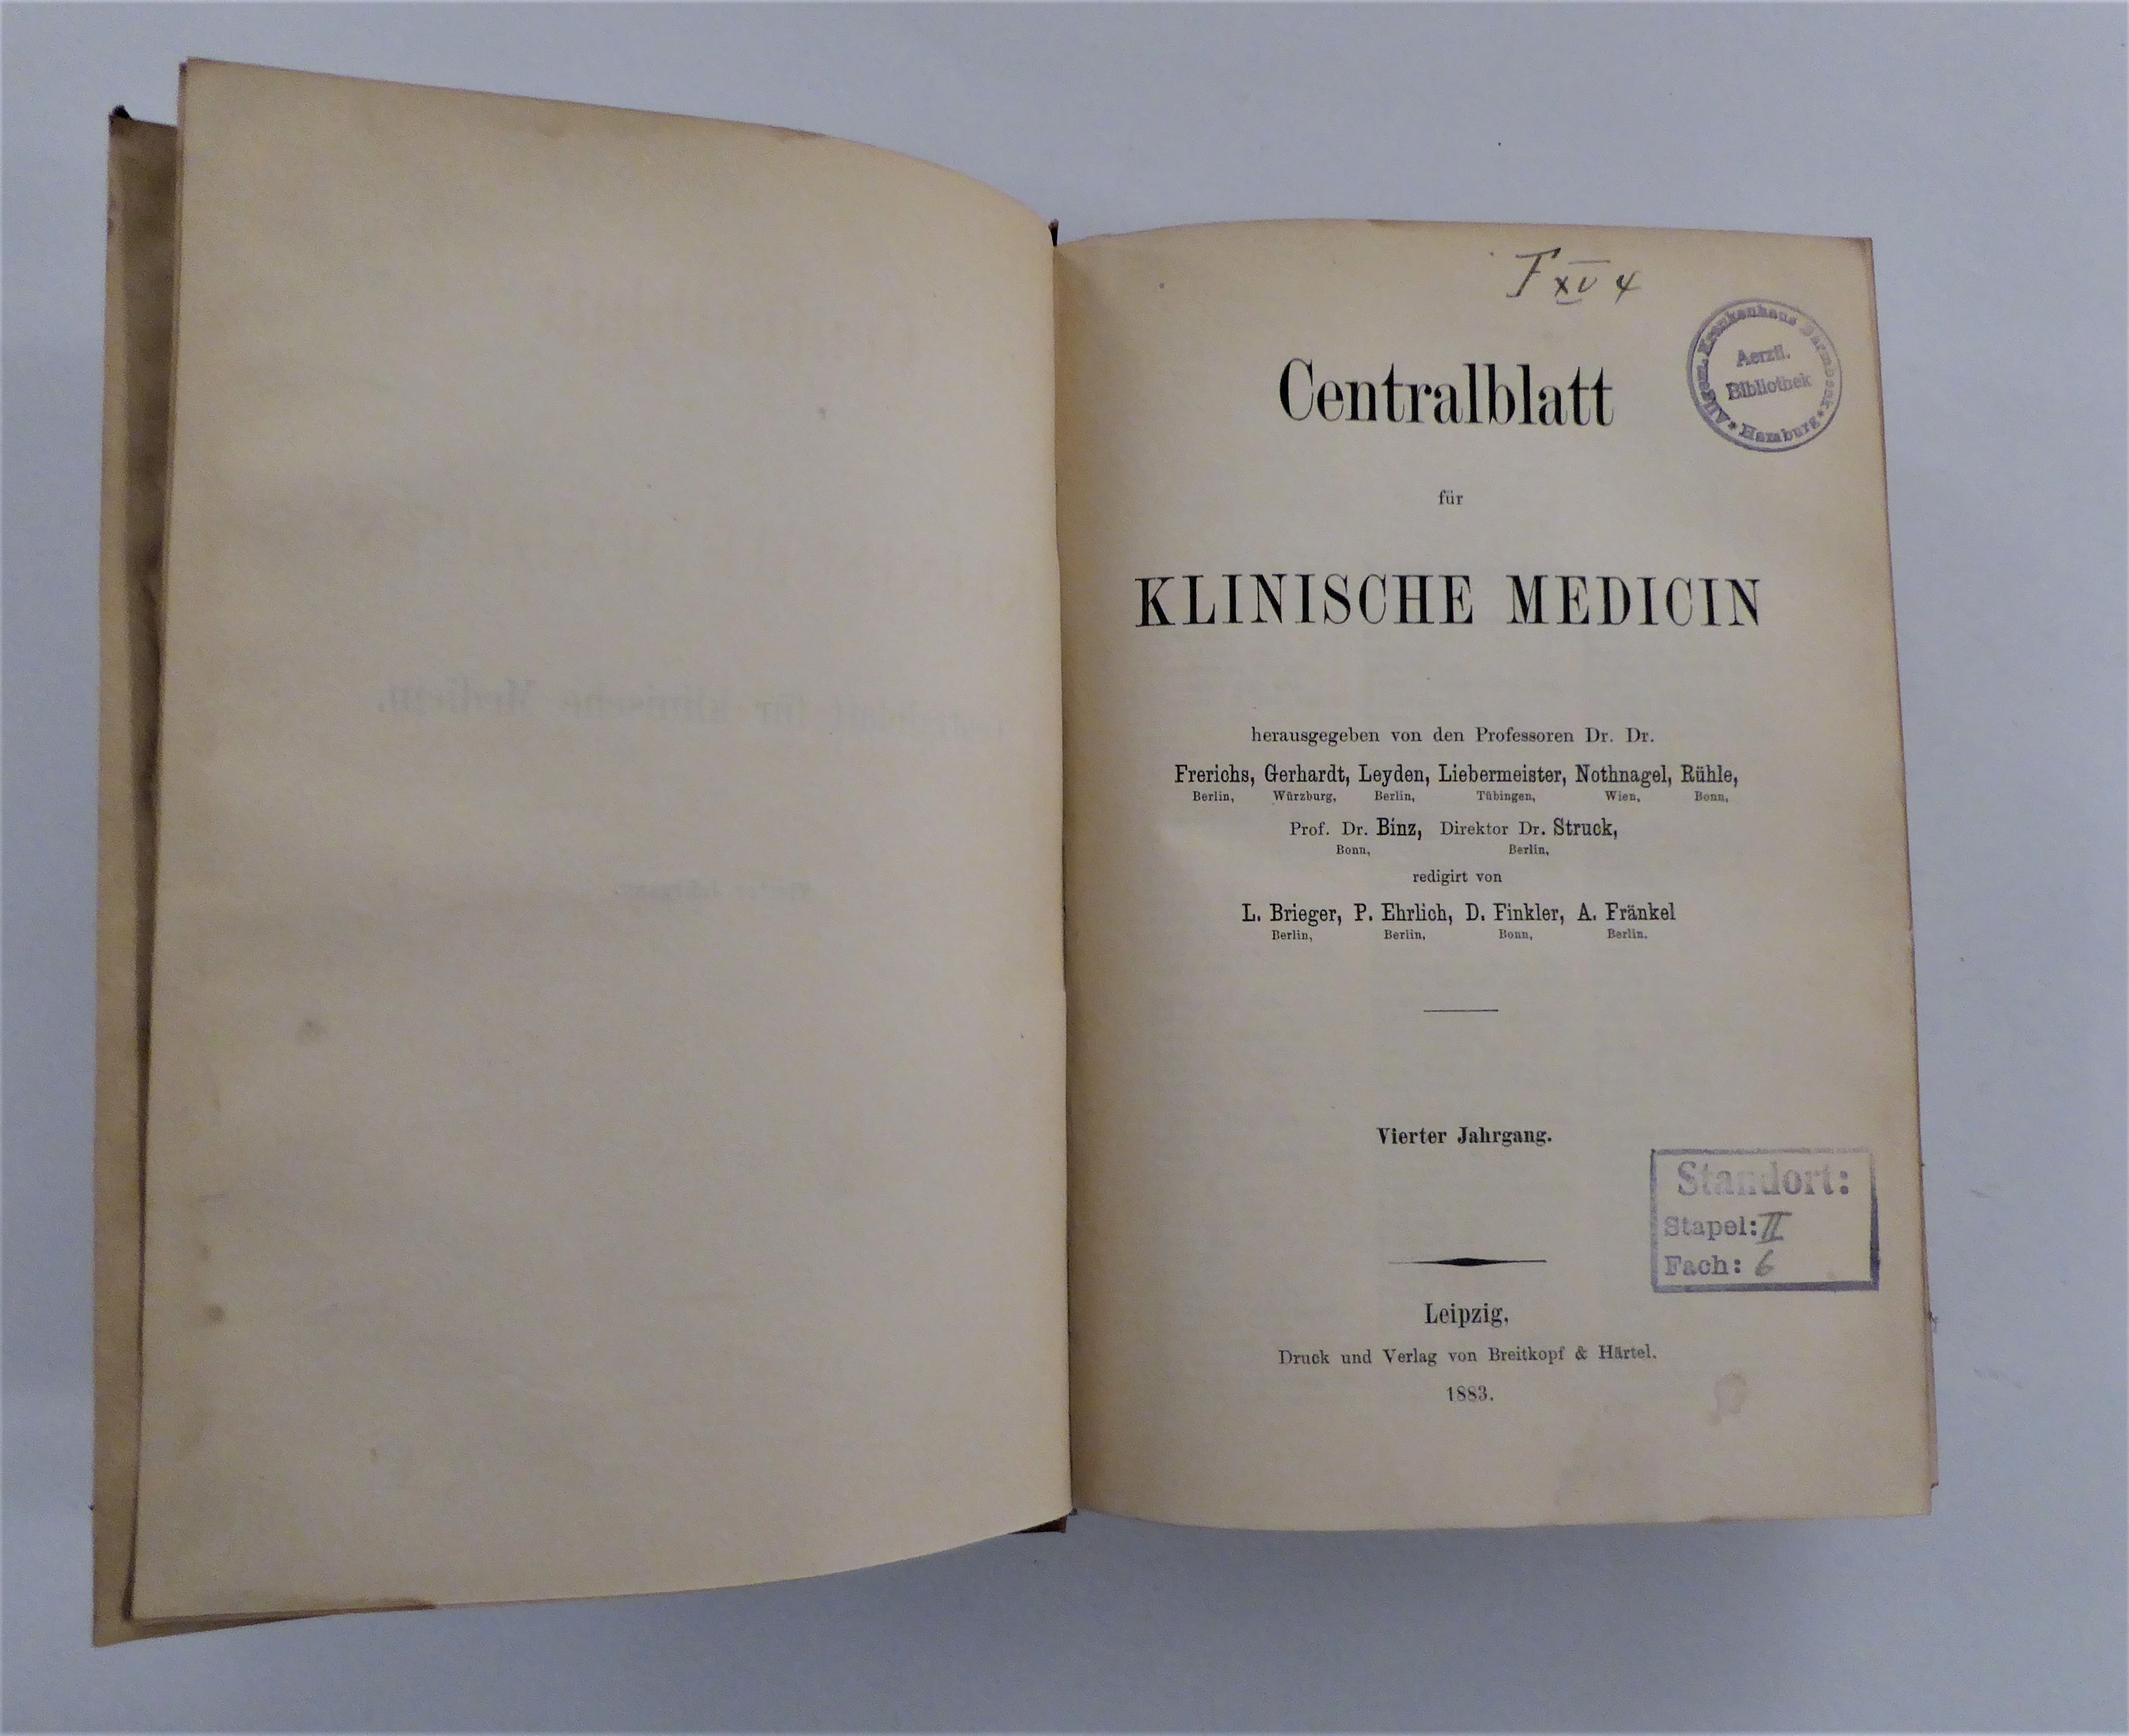 F XV 4
Allgem. Krankenhaus Barmbeck * Hamburg *
Aerztl.
Bibliothek
Centralblatt
für
KLINISCHE MEDICIN
herausgegeben von den Professoren Dr. Dr.
Frerichs, Gerhardt, Leyden, Liebermeister, Nothnagel, Rühle,
Berlin, Würzburg, Berlin, Tübingen, Wien, Bonn,
Prof. Dr. Binz, Direktor Dr. Struck,
Bonn, Berlin,
redigirt von
L. Brieger, P. Ehrlich, D. Finkler, A. Fränkel
Berlin, Berlin, Bonn, Berlin.
Vierter Jahrgang.
Standort:
Stapel: II
Fach: 6
Leipzig,
Druck und Verlag von Breitkopf & Härtel.
1883.